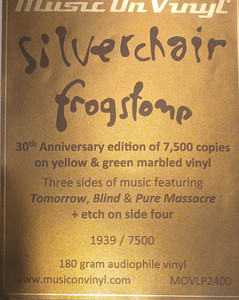 Music On Vinyl
silverchair
frogstomp
30th Anniversary edition of 7,500 copies
on yellow & green marbled vinyl
Three sides of music featuring
Tomorrow, Blind & Pure Massacre
+ etch on side four
1939 / 7500
180 gram audiophile vinyl
www.musiconvinyl.com MOVLP2400